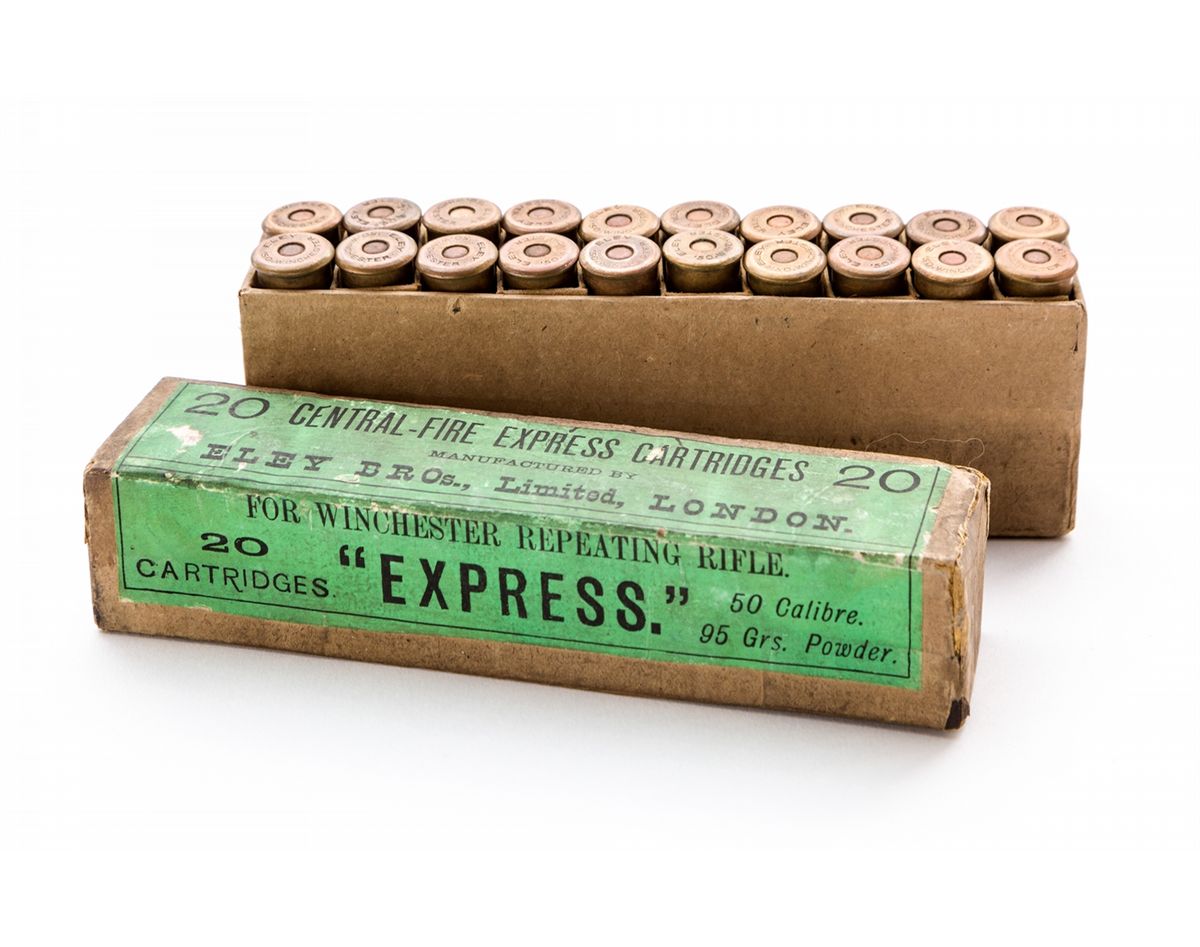 20 CENTRAL-FIRE EXPRESS CARTRIDGES 20
MANUFACTURED BY
ELEY BROs., Limited, LONDON.
FOR WINCHESTER REPEATING RIFLE.
20
CARTRIDGES.
"EXPRESS."
50 Calibre.
95 Grs. Powder.